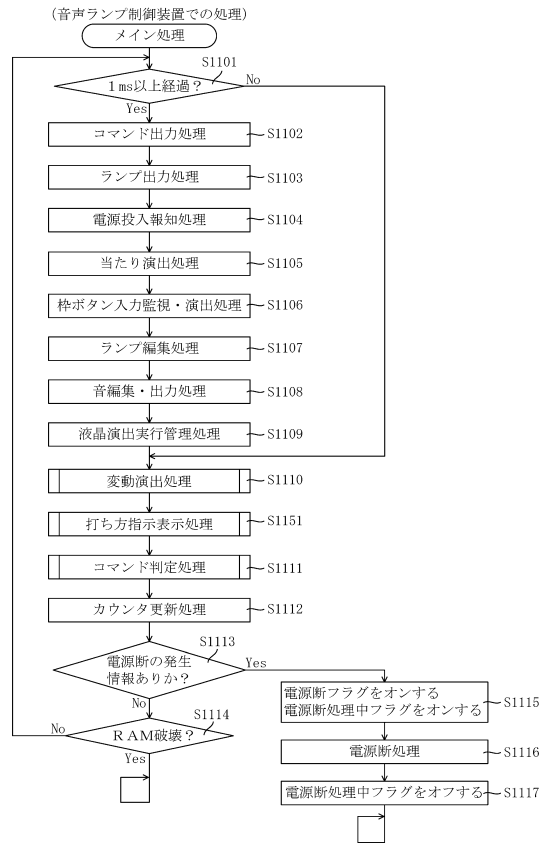 （音声ランプ制御装置での処理）
メイン処理
S1101
1ms以上経過？
No
Yes
コマンド出力処理
S1102
ランプ出力処理
S1103
電源投入報知処理
S1104
当たり演出処理
S1105
枠ボタン入力監視・演出処理
S1106
ランプ編集処理
S1107
音編集・出力処理
S1108
液晶演出実行管理処理
S1109
変動演出処理
S1110
打ち方指示表示処理
S1151
コマンド判定処理
S1111
カウンタ更新処理
S1112
S1113
電源断の発生
情報ありか？
Yes
No
電源断フラグをオンする
電源断処理中フラグをオンする
S1115
S1114
RAM破壊？
No
Yes
電源断処理
S1116
電源断処理中フラグをオフする
S1117